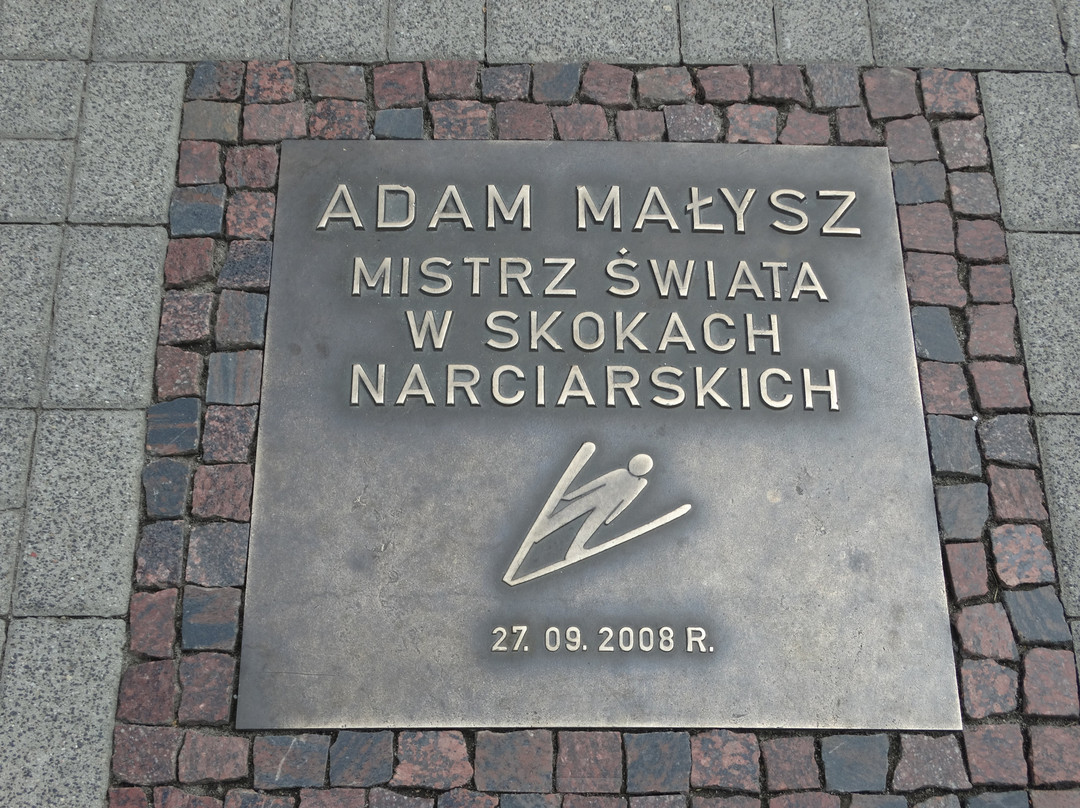 ADAM MAŁYSZ
MISTRZ ŚWIATA
W SKOKACH
NARCIARSKICH
27. 09. 2008 R.